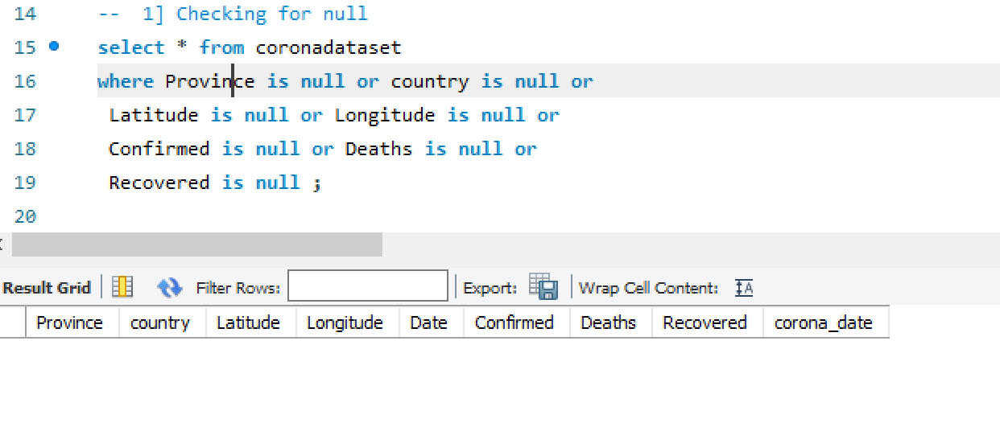 14 -- 1] Checking for null
15 select * from coronadataset
16 where Province is null or country is null or
17 Latitude is null or Longitude is null or
18 Confirmed is null or Deaths is null or
19 Recovered is null ;
20
Result Grid Filter Rows: Export: Wrap Cell Content: IA
Province country Latitude Longitude Date Confirmed Deaths Recovered corona_date